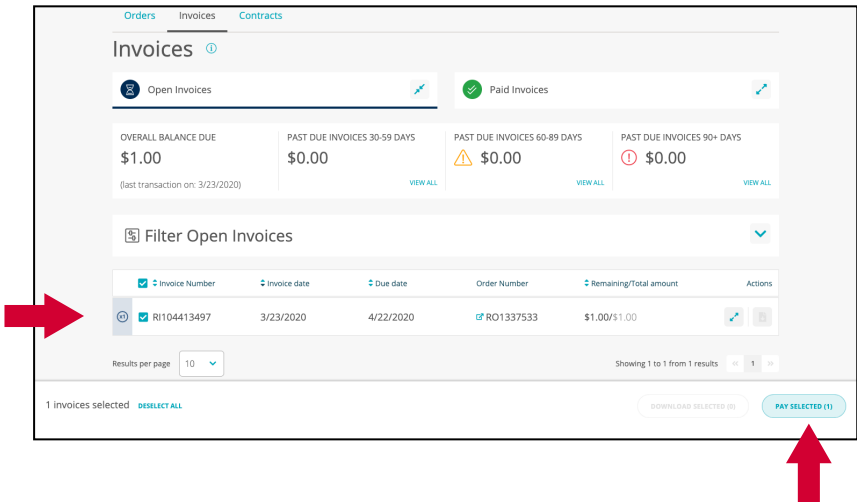 Orders Invoices Contracts
Invoices
Open Invoices Paid Invoices
OVERALL BALANCE DUE PAST DUE INVOICES 30-59 DAYS PAST DUE INVOICES 60-89 DAYS PAST DUE INVOICES 90+ DAYS
$1.00 $0.00 $0.00 $0.00
(last transaction on: 3/23/2020) VIEW ALL VIEW ALL VIEW ALL
Filter Open Invoices
Invoice Number Invoice date Due date Order Number Remaining/Total amount Actions
x1 RI104413497 3/23/2020 4/22/2020 RO1337533 $1.00/$1.00
Results per page 10 Showing 1 to 1 from 1 results « 1 »
1 invoices selected DESELECT ALL DOWNLOAD SELECTED (0) PAY SELECTED (1)